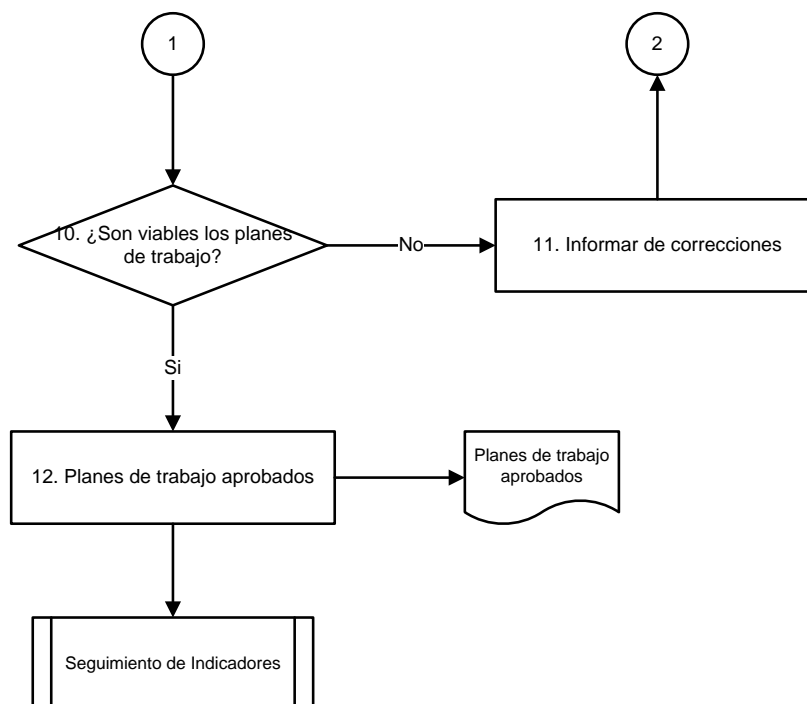 1
2
10. ¿Son viables los planes
de trabajo?
No
11. Informar de correcciones
Si
12. Planes de trabajo aprobados
Planes de trabajo
aprobados
Seguimiento de Indicadores